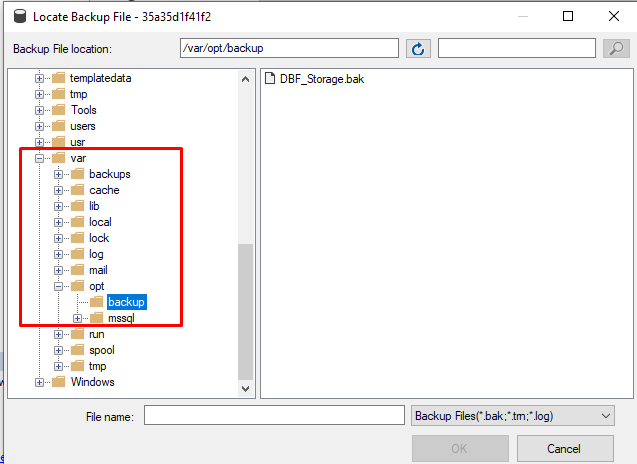 Locate Backup File - 35a35d1f41f2
Backup File location:
/var/opt/backup
templatedata
tmp
Tools
users
usr
var
backups
cache
lib
local
lock
log
mail
opt
backup
mssql
run
spool
tmp
Windows
DBF_Storage.bak
File name:
Backup Files(*.bak;*.trn;*.log)
OK
Cancel